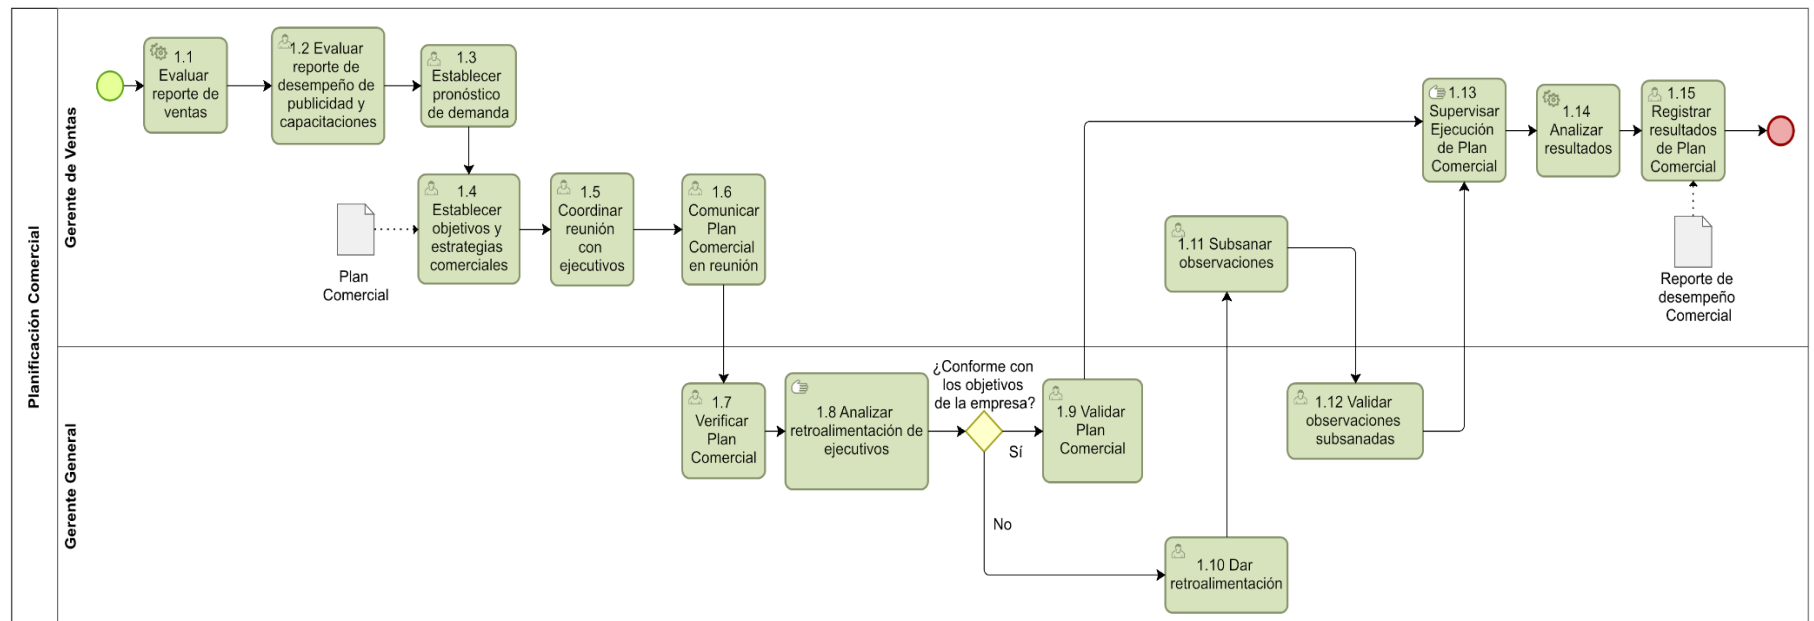 Planificación Comercial
Gerente de Ventas
1.1
Evaluar
reporte de
ventas
1.2 Evaluar
reporte de
desempeño de
publicidad y
capacitaciones
1.3
Establecer
pronóstico
de demanda
1.4
Establecer
objetivos y
estrategias
comerciales
Plan
Comercial
1.5
Coordinar
reunión
con
ejecutivos
1.6
Comunicar
Plan
Comercial
en reunión
1.11 Subsanar
observaciones
1.13
Supervisar
Ejecución
de Plan
Comercial
1.14
Analizar
resultados
1.15
Registrar
resultados
de Plan
Comercial
Reporte de
desempeño
Comercial
Gerente General
1.7
Verificar
Plan
Comercial
1.8 Analizar
retroalimentación de
ejecutivos
¿Conforme con
los objetivos
de la empresa?
Sí
No
1.9 Validar
Plan
Comercial
1.10 Dar
retroalimentación
1.12 Validar
observaciones
subsanadas